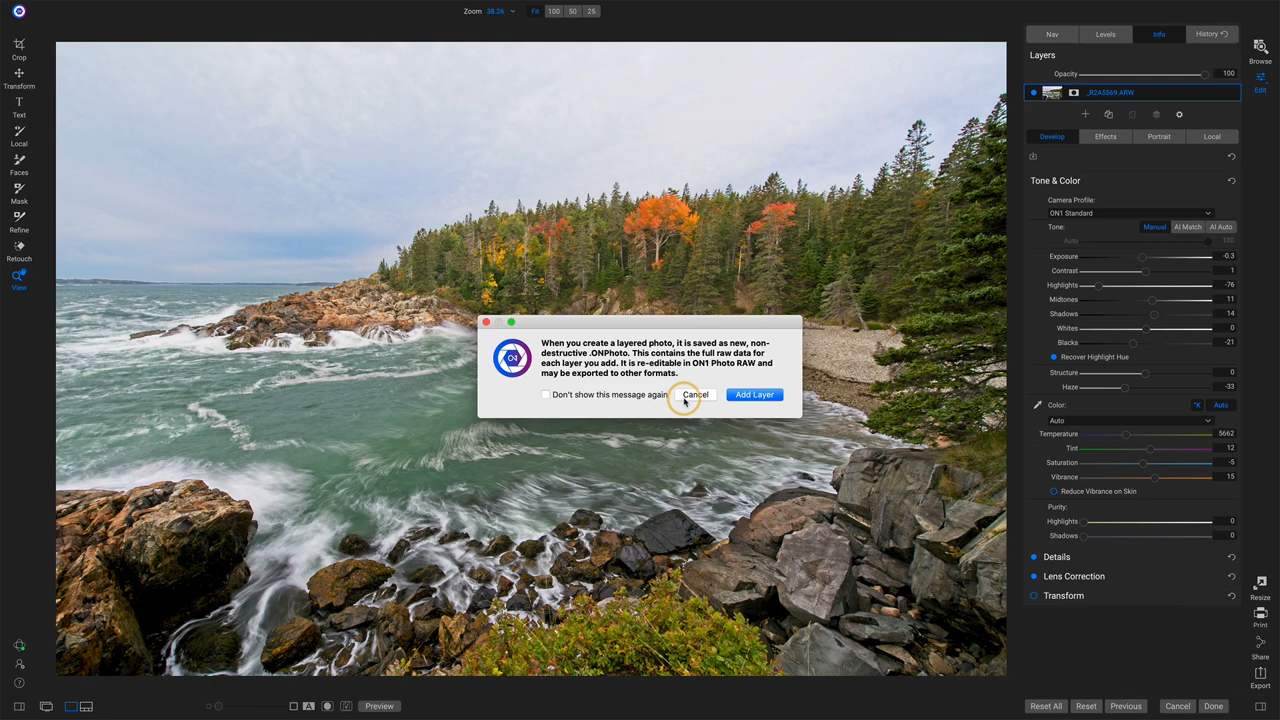 Zoom 38.26
Fit 100 50 25
Crop
Transform
Text
Local
Faces
Mask
Refine
Retouch
View
When you create a layered photo, it is saved as new, non-
destructive .ONPhoto. This contains the full raw data for
each layer you add. It is re-editable in ON1 Photo RAW and
may be exported to other formats.
Don't show this message again
Cancel
Add Layer
ON
Nav Levels Info History
Layers
Opacity 100
_R2A5569.ARW
Develop Effects Portrait Local
Tone & Color
Camera Profile:
ON1 Standard
Tone: Manual AI Match AI Auto
Auto 100
Exposure -0.3
Contrast 1
Highlights -76
Midtones 11
Shadows 14
Whites 0
Blacks -21
Recover Highlight Hue
Structure 0
Haze -33
Color: °K Auto
Auto
Temperature 5662
Tint 12
Saturation -5
Vibrance 15
Reduce Vibrance on Skin
Purity:
Highlights 0
Shadows 0
Details
Lens Correction
Transform
Browse
Edit
Resize
Print
Share
Export
A Preview
Reset All Reset Previous Cancel Done